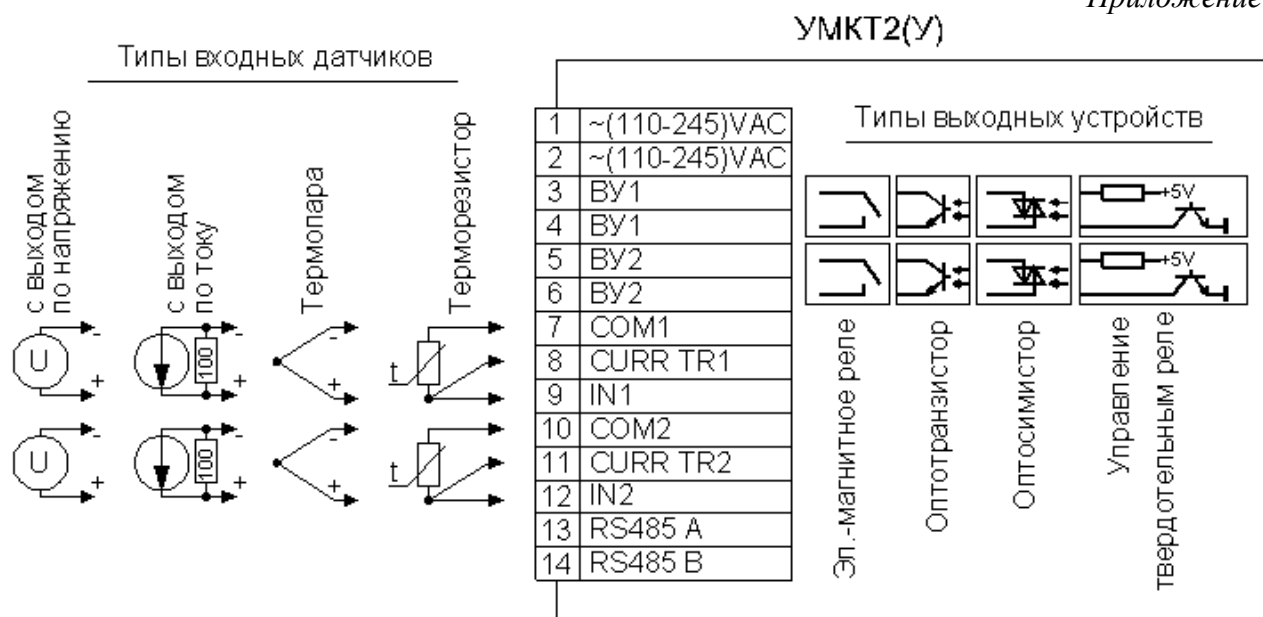 Приложение
УМКТ2(У)
Типы входных датчиков
Типы выходных устройств
с выходом
по напряжению
с выходом
по току
Термопара
Терморезистор
1 ~(110-245)VAC
2 ~(110-245)VAC
3 ВУ1
4 ВУ1
5 ВУ2
6 ВУ2
7 COM1
8 CURR TR1
9 IN1
10 COM2
11 CURR TR2
12 IN2
13 RS485 A
14 RS485 B
+5V
+5V
U
-
+
100
-
+
-
+
t
U
-
+
100
-
+
-
+
t
Эл.-магнитное реле
Оптотранзистор
Оптосимистор
Управление
твердотельным реле